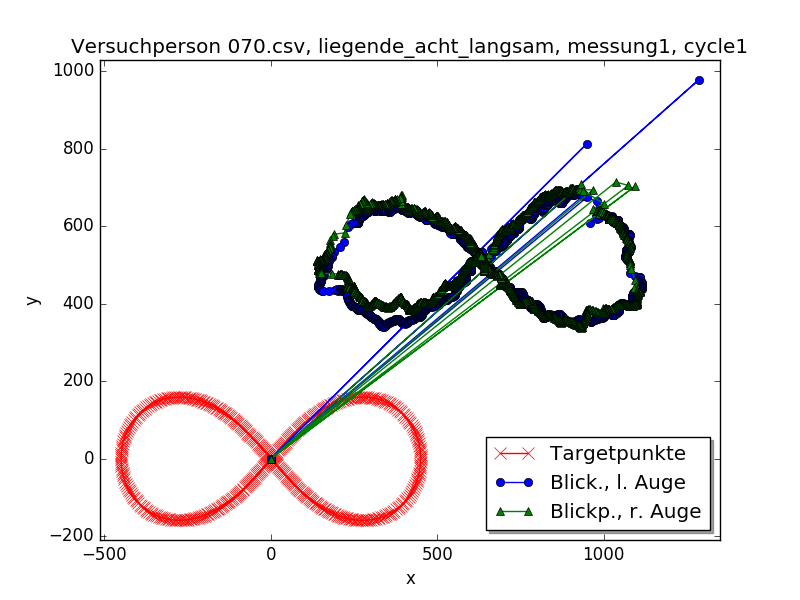 Versuchperson 070.csv, liegende_acht_langsam, messung1, cycle1
1000
800
600
400
200
0
−200
y
−500
0
500
1000
x
Targetpunkte
Blick., l. Auge
Blickp., r. Auge